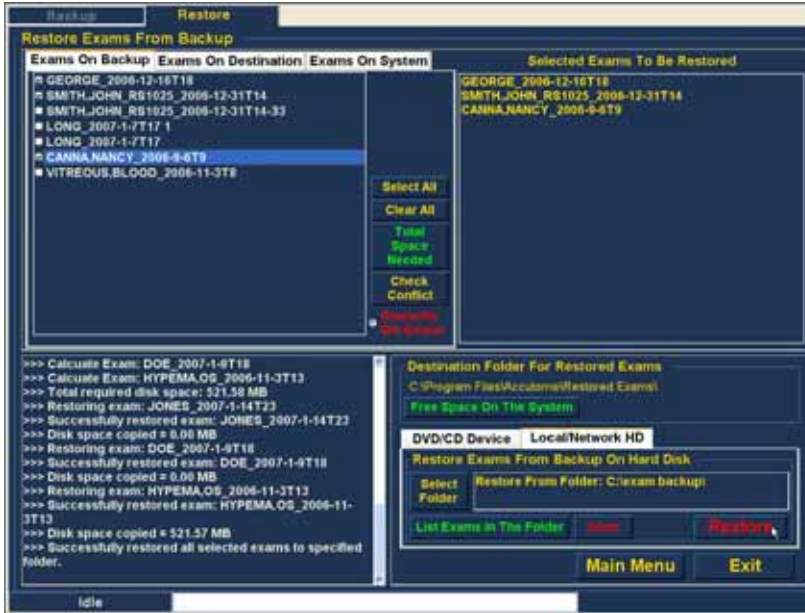 Backup
Restore
Restore Exams From Backup
Exams On Backup Exams On Destination Exams On System
GEORGE_2006-12-16T18
SMITH,JOHN_RS1025_2006-12-31T14
SMITH,JOHN_RS1025_2006-12-31T14-33
LONG_2007-1-7T17 1
LONG_2007-1-7T17
CANNA,NANCY_2006-9-6T9
VITREOUS,BLOOD_2006-11-3T8
Select All
Clear All
Total
Space
Needed
Check
Conflict
Selected Exams To Be Restored
GEORGE_2006-12-16T18
SMITH,JOHN_RS1025_2006-12-31T14
CANNA,NANCY_2006-9-6T9
>>> Calcuate Exam: DOE_2007-1-9T18
>>> Calcuate Exam: HYPEMA,OS_2006-11-3T13
>>> Total required disk space: 521.58 MB
>>> Restoring exam: JONES_2007-1-14T23
>>> Successfully restored exam: JONES_2007-1-14T23
>>> Disk space copied = 0.00 MB
>>> Restoring exam: DOE_2007-1-9T18
>>> Successfully restored exam: DOE_2007-1-9T18
>>> Disk space copied = 0.00 MB
>>> Restoring exam: HYPEMA,OS_2006-11-3T13
>>> Successfully restored exam: HYPEMA,OS_2006-11-
3T13
>>> Disk space copied = 521.57 MB
>>> Successfully restored all selected exams to specified
folder.
Destination Folder For Restored Exams
C:\Program Files\Accutome\Restored Exams\
Free Space On The System
DVD/CD Device Local/Network HD
Restore Exams From Backup On Hard Disk
Select
Folder
Restore From Folder: C:\exam backup\
List Exams In The Folder
Restore
Main Menu Exit
Idle